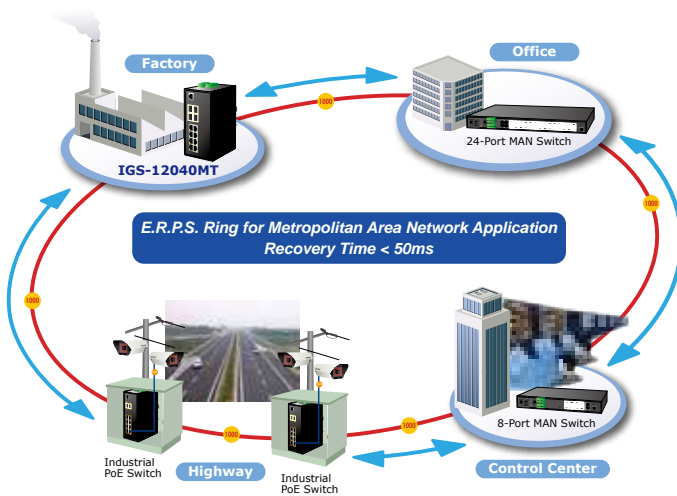 Factory
Office
1000
IGS-12040MT
24-Port MAN Switch
1000
E.R.P.S. Ring for Metropolitan Area Network Application
Recovery Time < 50ms
1000
1000
1000
8-Port MAN Switch
Industrial
PoE Switch
Highway
Industrial
PoE Switch
Control Center